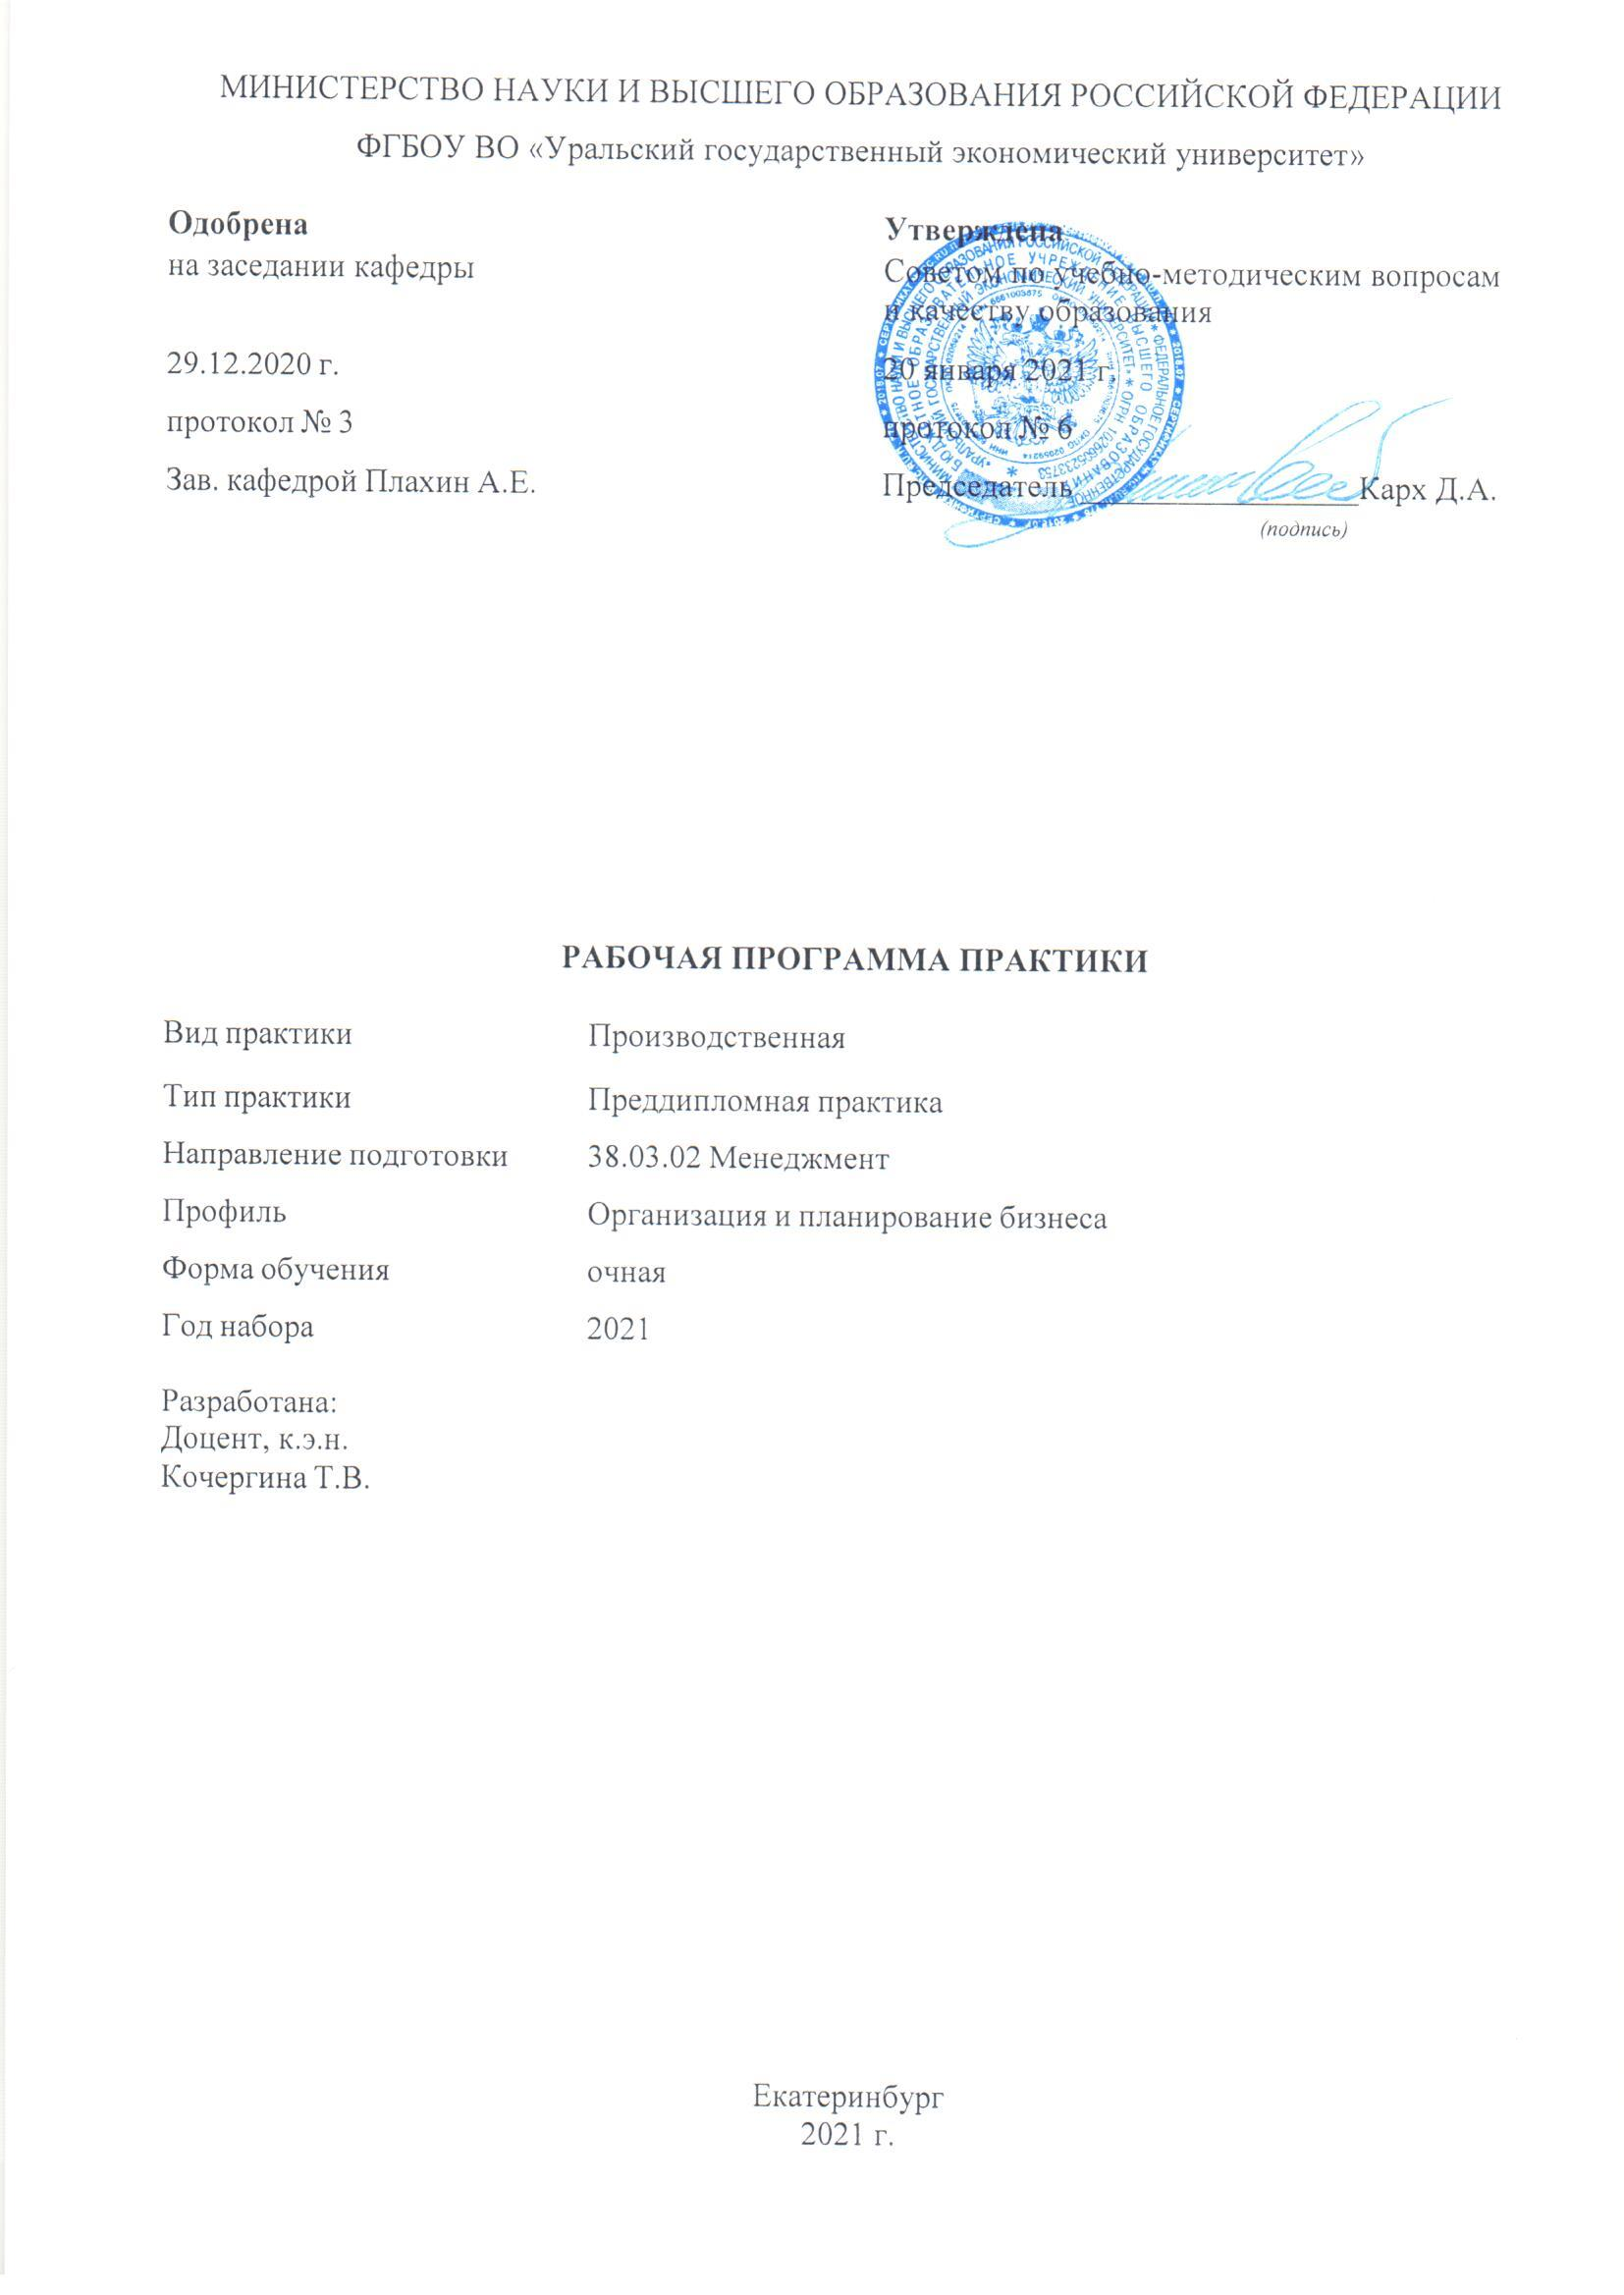 МИНИСТЕРСТВО НАУКИ И ВЫСШЕГО ОБРАЗОВАНИЯ РОССИЙСКОЙ ФЕДЕРАЦИИ
ФГБОУ ВО «Уральский государственный экономический университет»
Одобрена
на заседании кафедры
29.12.2020 г.
протокол № 3
Зав. кафедрой Плахин А.Е.
Утверждена
Советом по учебно-методическим вопросам
и качеству образования
20 января 2021 г.
протокол № 6
Председатель Карх Д.А.
(подпись)
РАБОЧАЯ ПРОГРАММА ПРАКТИКИ
Вид практики Производственная
Тип практики Преддипломная практика
Направление подготовки 38.03.02 Менеджмент
Профиль Организация и планирование бизнеса
Форма обучения очная
Год набора 2021
Разработана:
Доцент, к.э.н.
Кочергина Т.В.
Екатеринбург
2021 г.